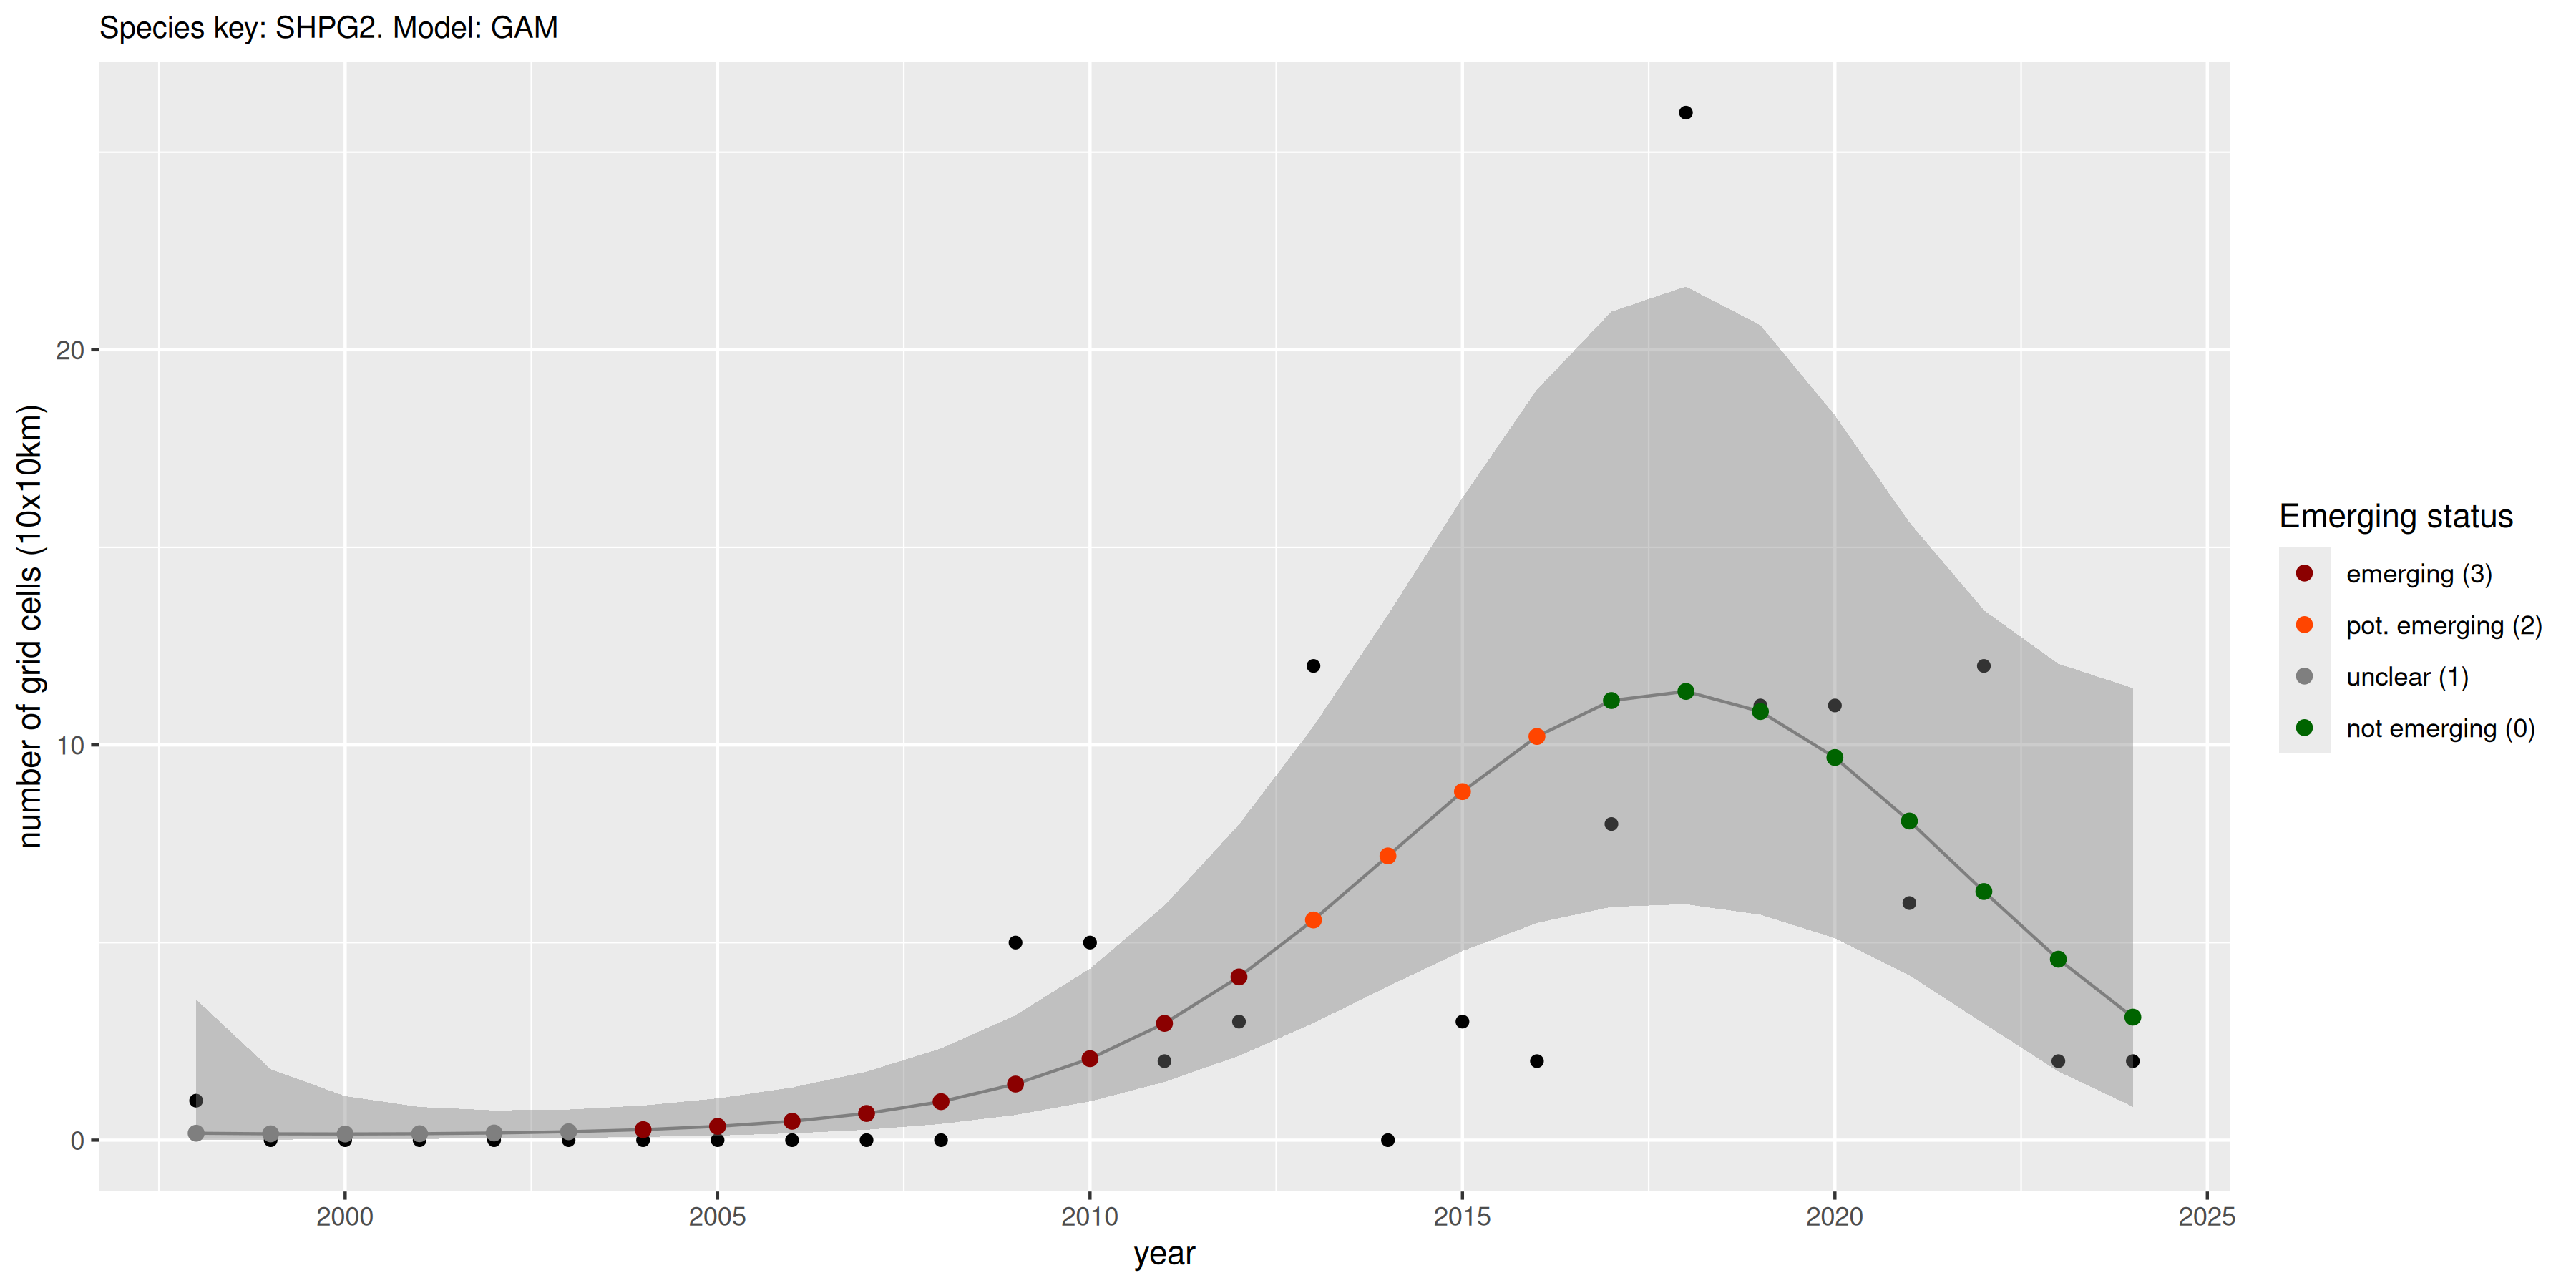 Species key: SHPG2. Model: GAM
number of grid cells (10x10km)
20
10
0
2000
2005
2010
2015
2020
2025
year
Emerging status
emerging (3)
pot. emerging (2)
unclear (1)
not emerging (0)